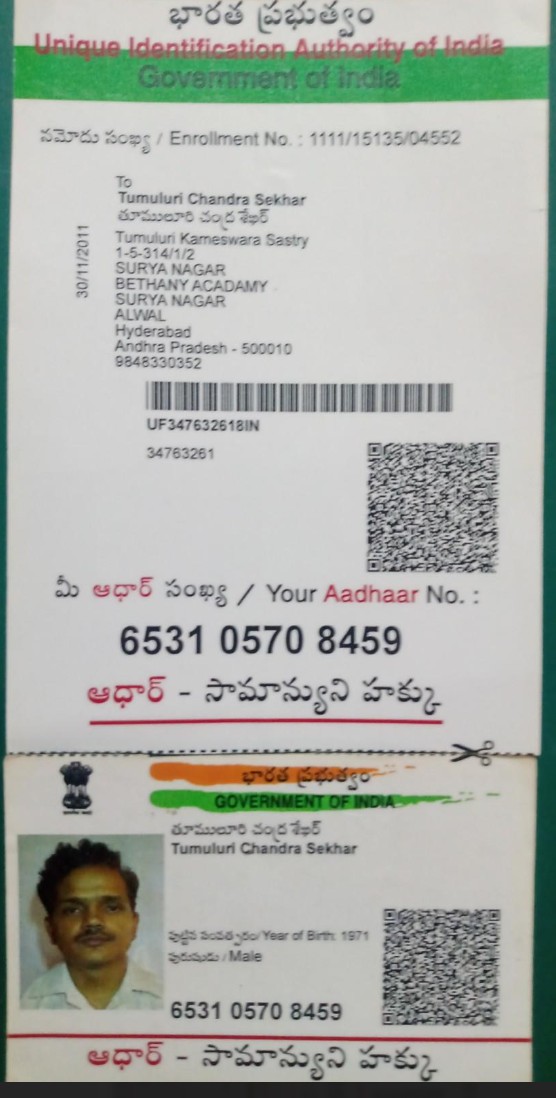 భారత ప్రభుత్వం
Unique Identification Authority of India
Government of India
నమోదు సంఖ్య / Enrollment No. : 1111/15135/04552
To
Tumuluri Chandra Sekhar
తూములూరి చంద్ర శేఖర్
Tumuluri Kameswara Sastry
1-5-314/1/2
SURYA NAGAR
BETHANY ACADAMY
SURYA NAGAR
ALWAL
Hyderabad
Andhra Pradesh - 500010
9848330352
30/11/2011
UF347632618IN
34763261
మీ ఆధార్ సంఖ్య / Your Aadhaar No. :
6531 0570 8459
ఆధార్ - సామాన్యుని హక్కు
భారత ప్రభుత్వం
GOVERNMENT OF INDIA
తూములూరి చంద్ర శేఖర్
Tumuluri Chandra Sekhar
పుట్టిన సంవత్సరం/Year of Birth: 1971
పురుషుడు / Male
6531 0570 8459
ఆధార్ - సామాన్యుని హక్కు